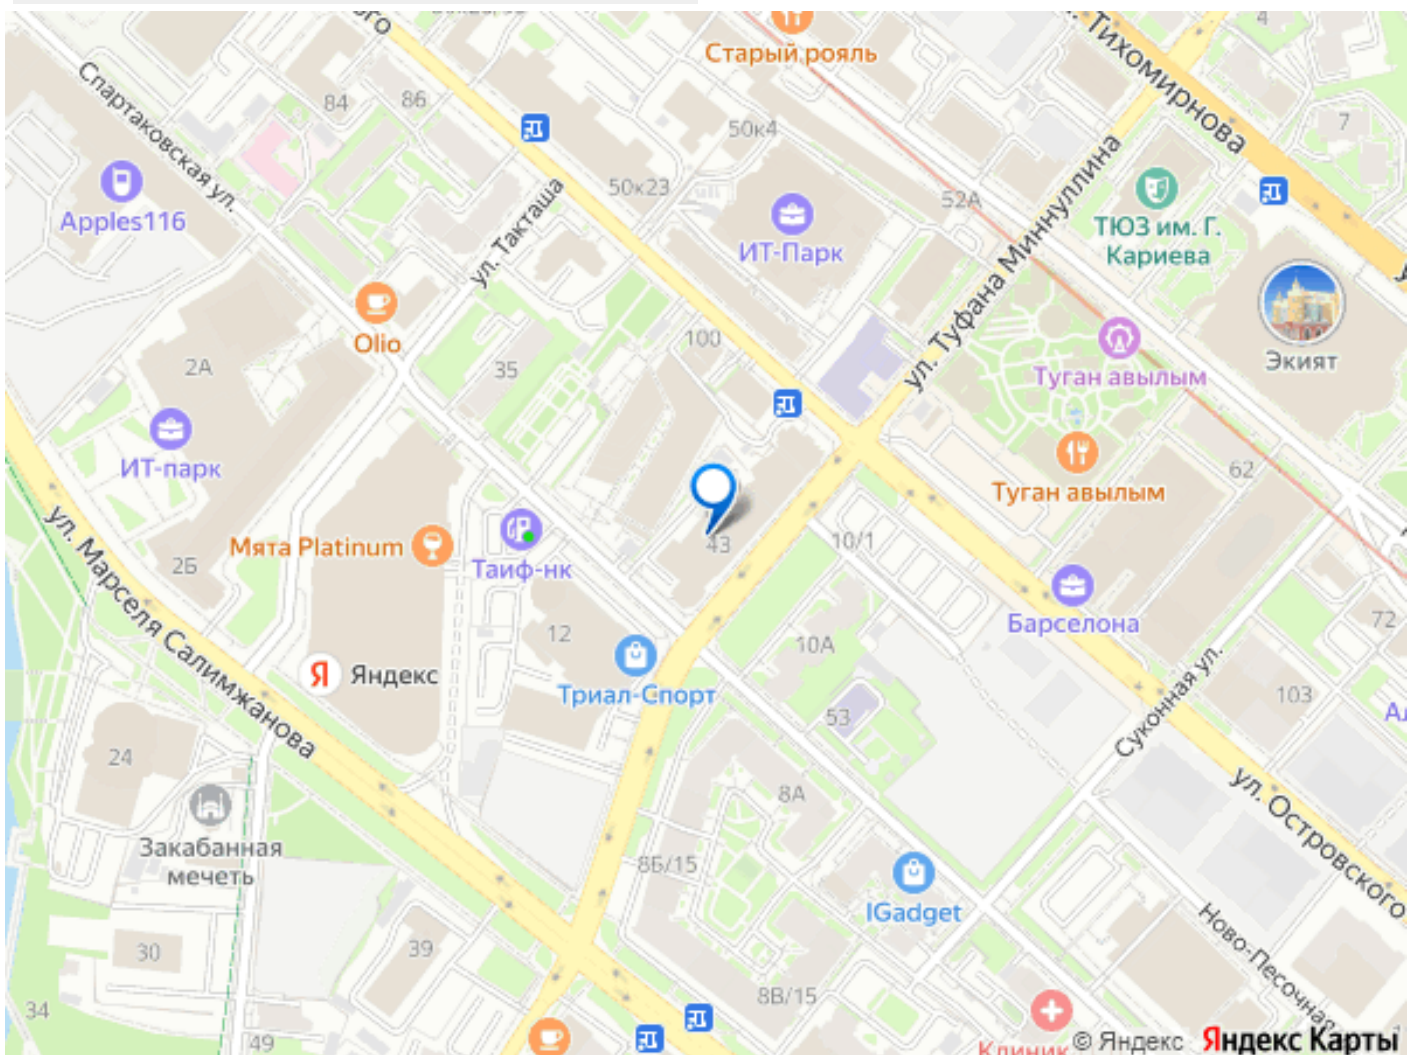 50к26/35
Старый рояль
ул. Тихомирнова
4
Спартаковская ул.
84
86
50к4
7
50к23
52А
Apples116
ул. Такташа
ИТ-Парк
ТЮЗ им. Г.
Кариева
ул. Туфана Миннуллина
Olio
100
2А
35
Экият
Туган авылым
ИТ-парк
62
Туган авылым
Мята Platinum
43
10/1
Таиф-нк
2Б
Барселона
72
12
10А
ул. Марселя Салимжанова
Я Яндекс
Триал-Спорт
53
103
Суконная ул.
24
8А
ул. Островского
Закабанная
мечеть
8Б/15
IGadget
Ново-Песочная
30
39
8В/15
34
49
Клиник
© Яндекс Яндекс Карты